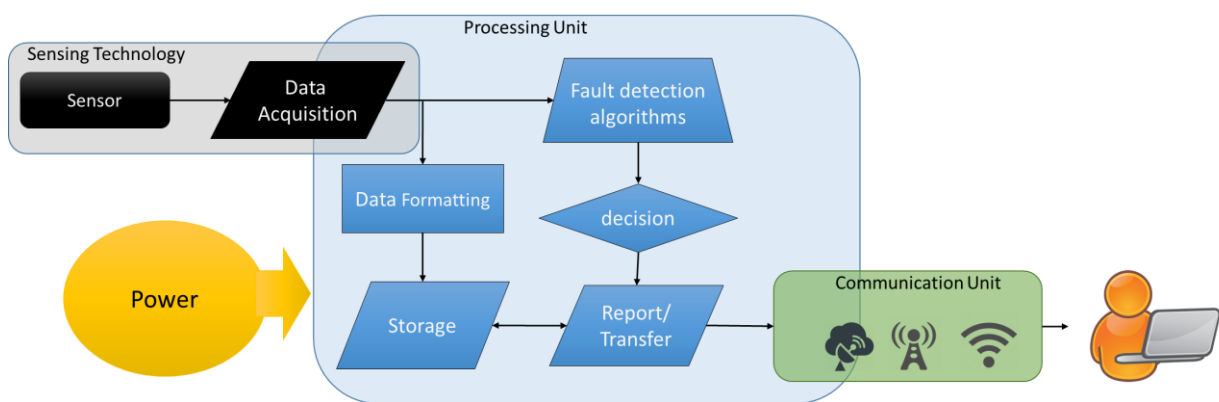 Processing Unit
Sensing Technology
Sensor
Data
Acquisition
Fault detection
algorithms
Data Formatting
decision
Power
Storage
Report/
Transfer
Communication Unit